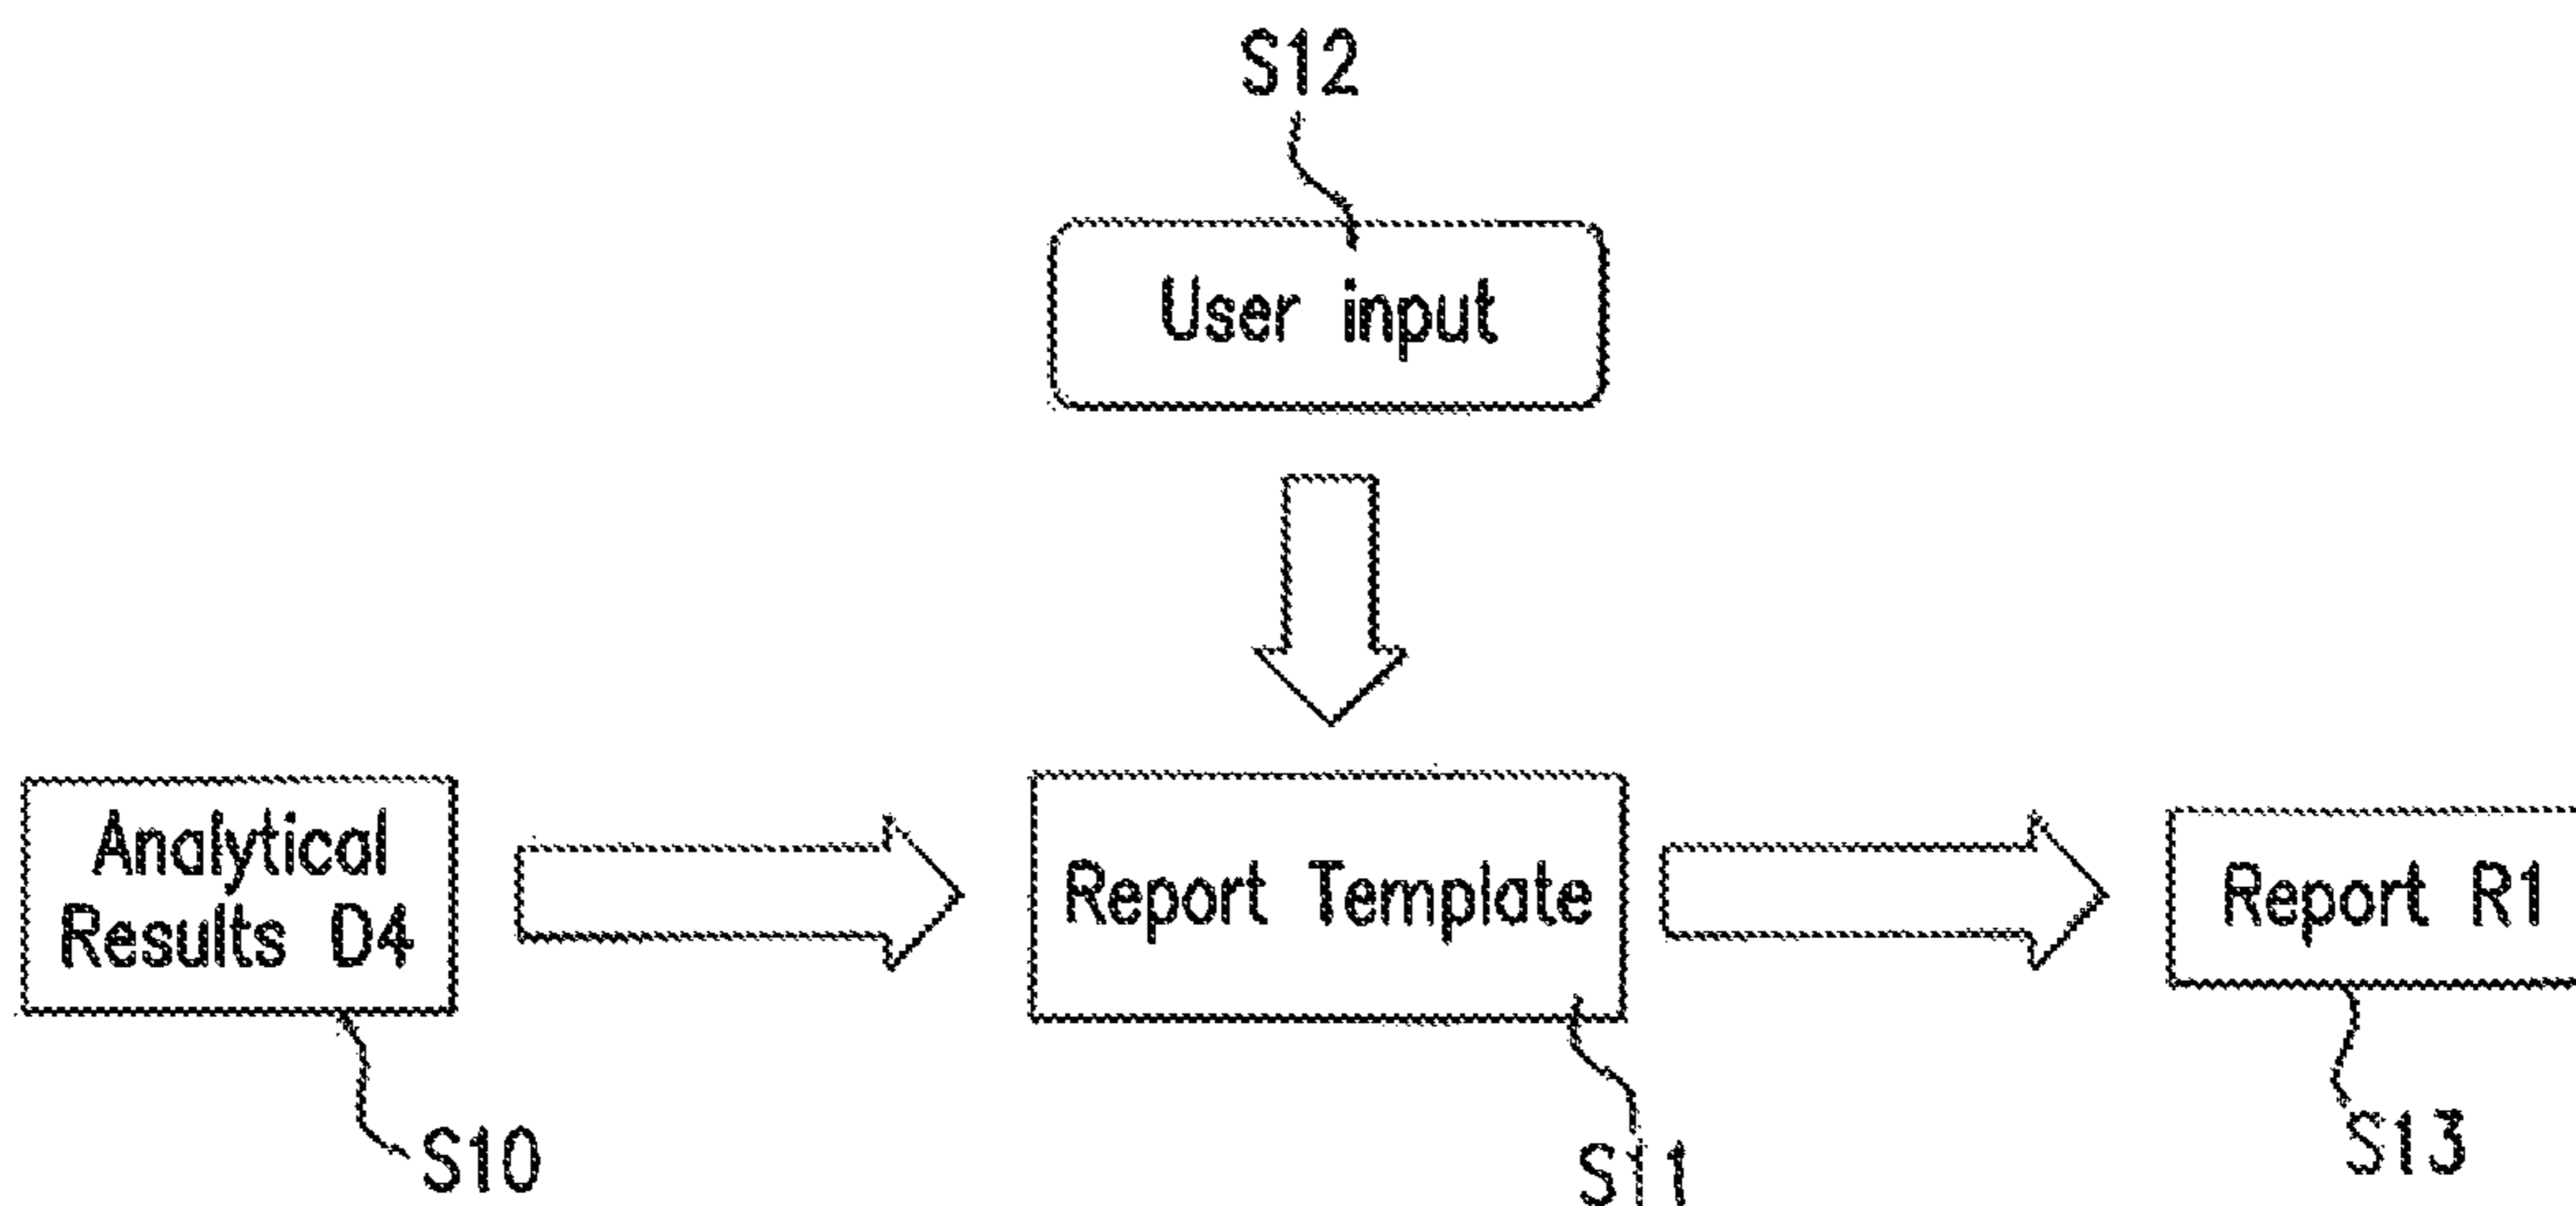 S12
User input
Analytical
Results D4
Report Template
Report R1
S10
S11
S13